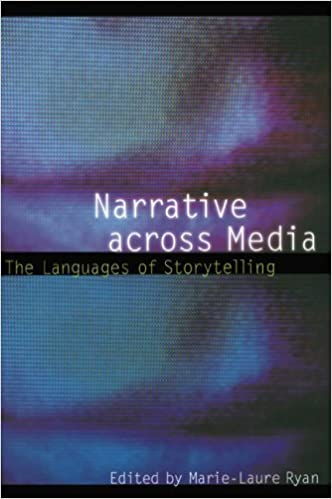 Narrative
across Media
The Languages of Storytelling
Edited by Marie-Laure Ryan